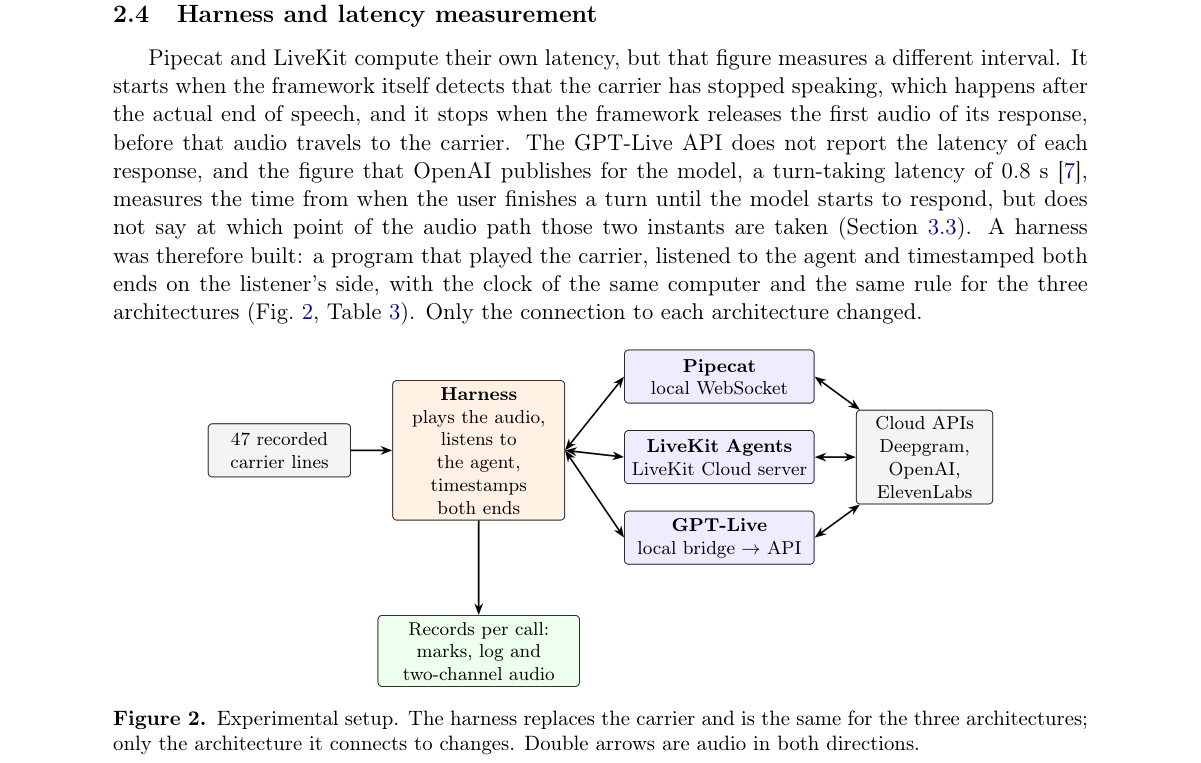 2.4 Harness and latency measurement
Pipecat and LiveKit compute their own latency, but that figure measures a different interval. It
starts when the framework itself detects that the carrier has stopped speaking, which happens after
the actual end of speech, and it stops when the framework releases the first audio of its response,
before that audio travels to the carrier. The GPT-Live API does not report the latency of each
response, and the figure that OpenAI publishes for the model, a turn-taking latency of 0.8 s [7],
measures the time from when the user finishes a turn until the model starts to respond, but does
not say at which point of the audio path those two instants are taken (Section 3.3). A harness
was therefore built: a program that played the carrier, listened to the agent and timestamped both
ends on the listener's side, with the clock of the same computer and the same rule for the three
architectures (Fig. 2, Table 3). Only the connection to each architecture changed.
47 recorded
carrier lines
Harness
plays the audio,
listens to
the agent,
timestamps
both ends
Pipecat
local WebSocket
LiveKit Agents
LiveKit Cloud server
GPT-Live
local bridge → API
Cloud APIs
Deepgram,
OpenAI,
ElevenLabs
Records per call:
marks, log and
two-channel audio
Figure 2. Experimental setup. The harness replaces the carrier and is the same for the three architectures;
only the architecture it connects to changes. Double arrows are audio in both directions.